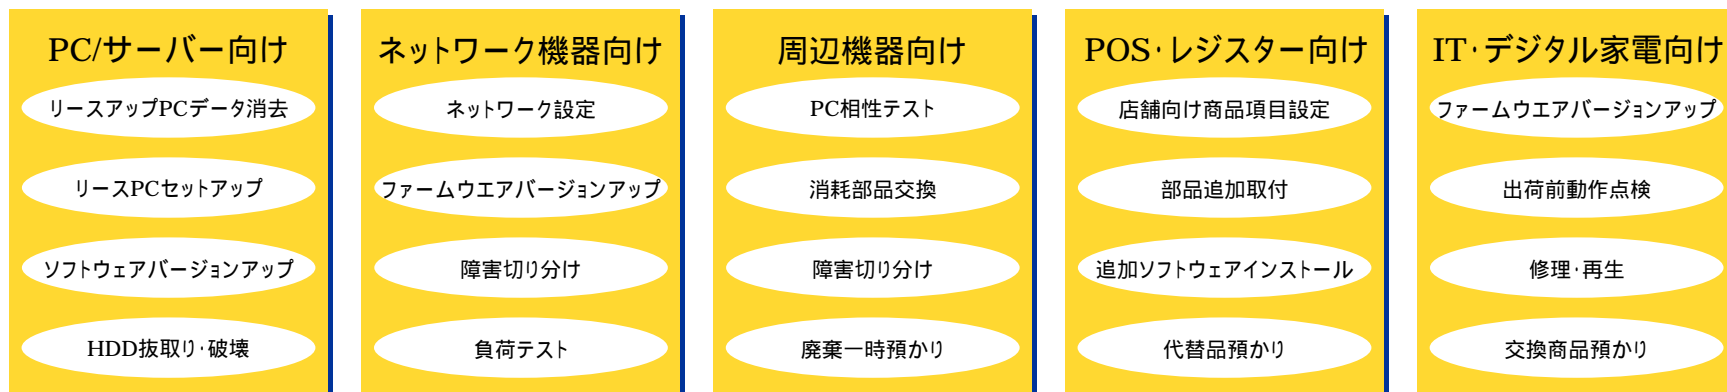 PC/サーバー向け
リースアップPCデータ消去
リースPCセットアップ
ソフトウェアバージョンアップ
HDD抜取り・破壊
ネットワーク機器向け
ネットワーク設定
ファームウエアバージョンアップ
障害切り分け
負荷テスト
周辺機器向け
PC相性テスト
消耗部品交換
障害切り分け
廃棄一時預かり
POS・レジスター向け
店舗向け商品項目設定
部品追加取付
追加ソフトウェアインストール
代替品預かり
IT・デジタル家電向け
ファームウエアバージョンアップ
出荷前動作点検
修理・再生
交換商品預かり